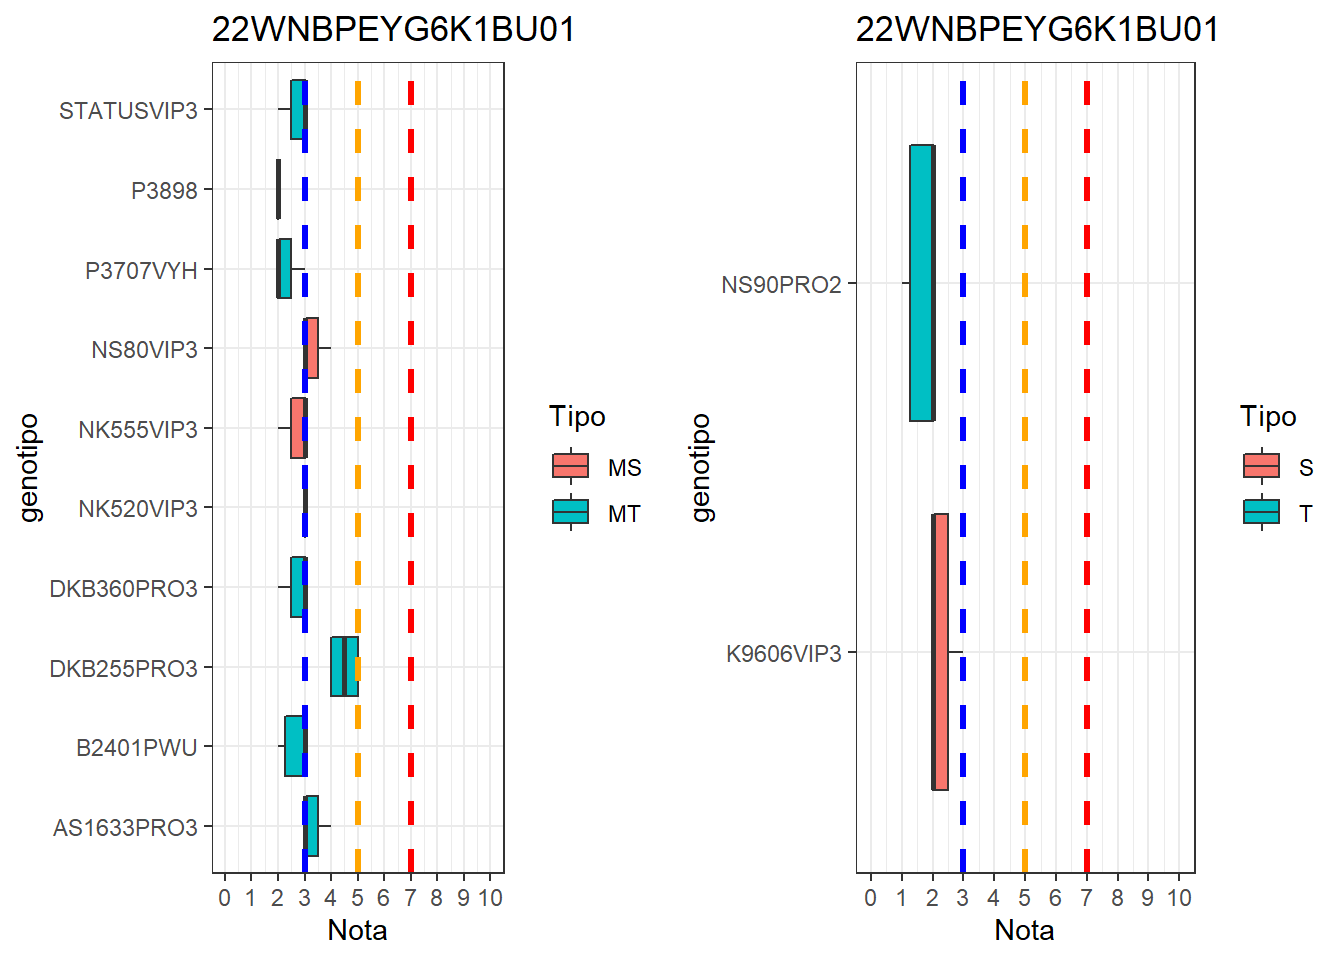 22WNBPEYG6K1BU01
genotipo
STATUSVIP3
P3898
P3707VYH
NS80VIP3
NK555VIP3
NK520VIP3
DKB360PRO3
DKB255PRO3
B2401PWU
AS1633PRO3
0 1 2 3 4 5 6 7 8 9 10
Nota
Tipo
MS
MT
22WNBPEYG6K1BU01
genotipo
NS90PRO2
K9606VIP3
0 1 2 3 4 5 6 7 8 9 10
Nota
Tipo
S
T